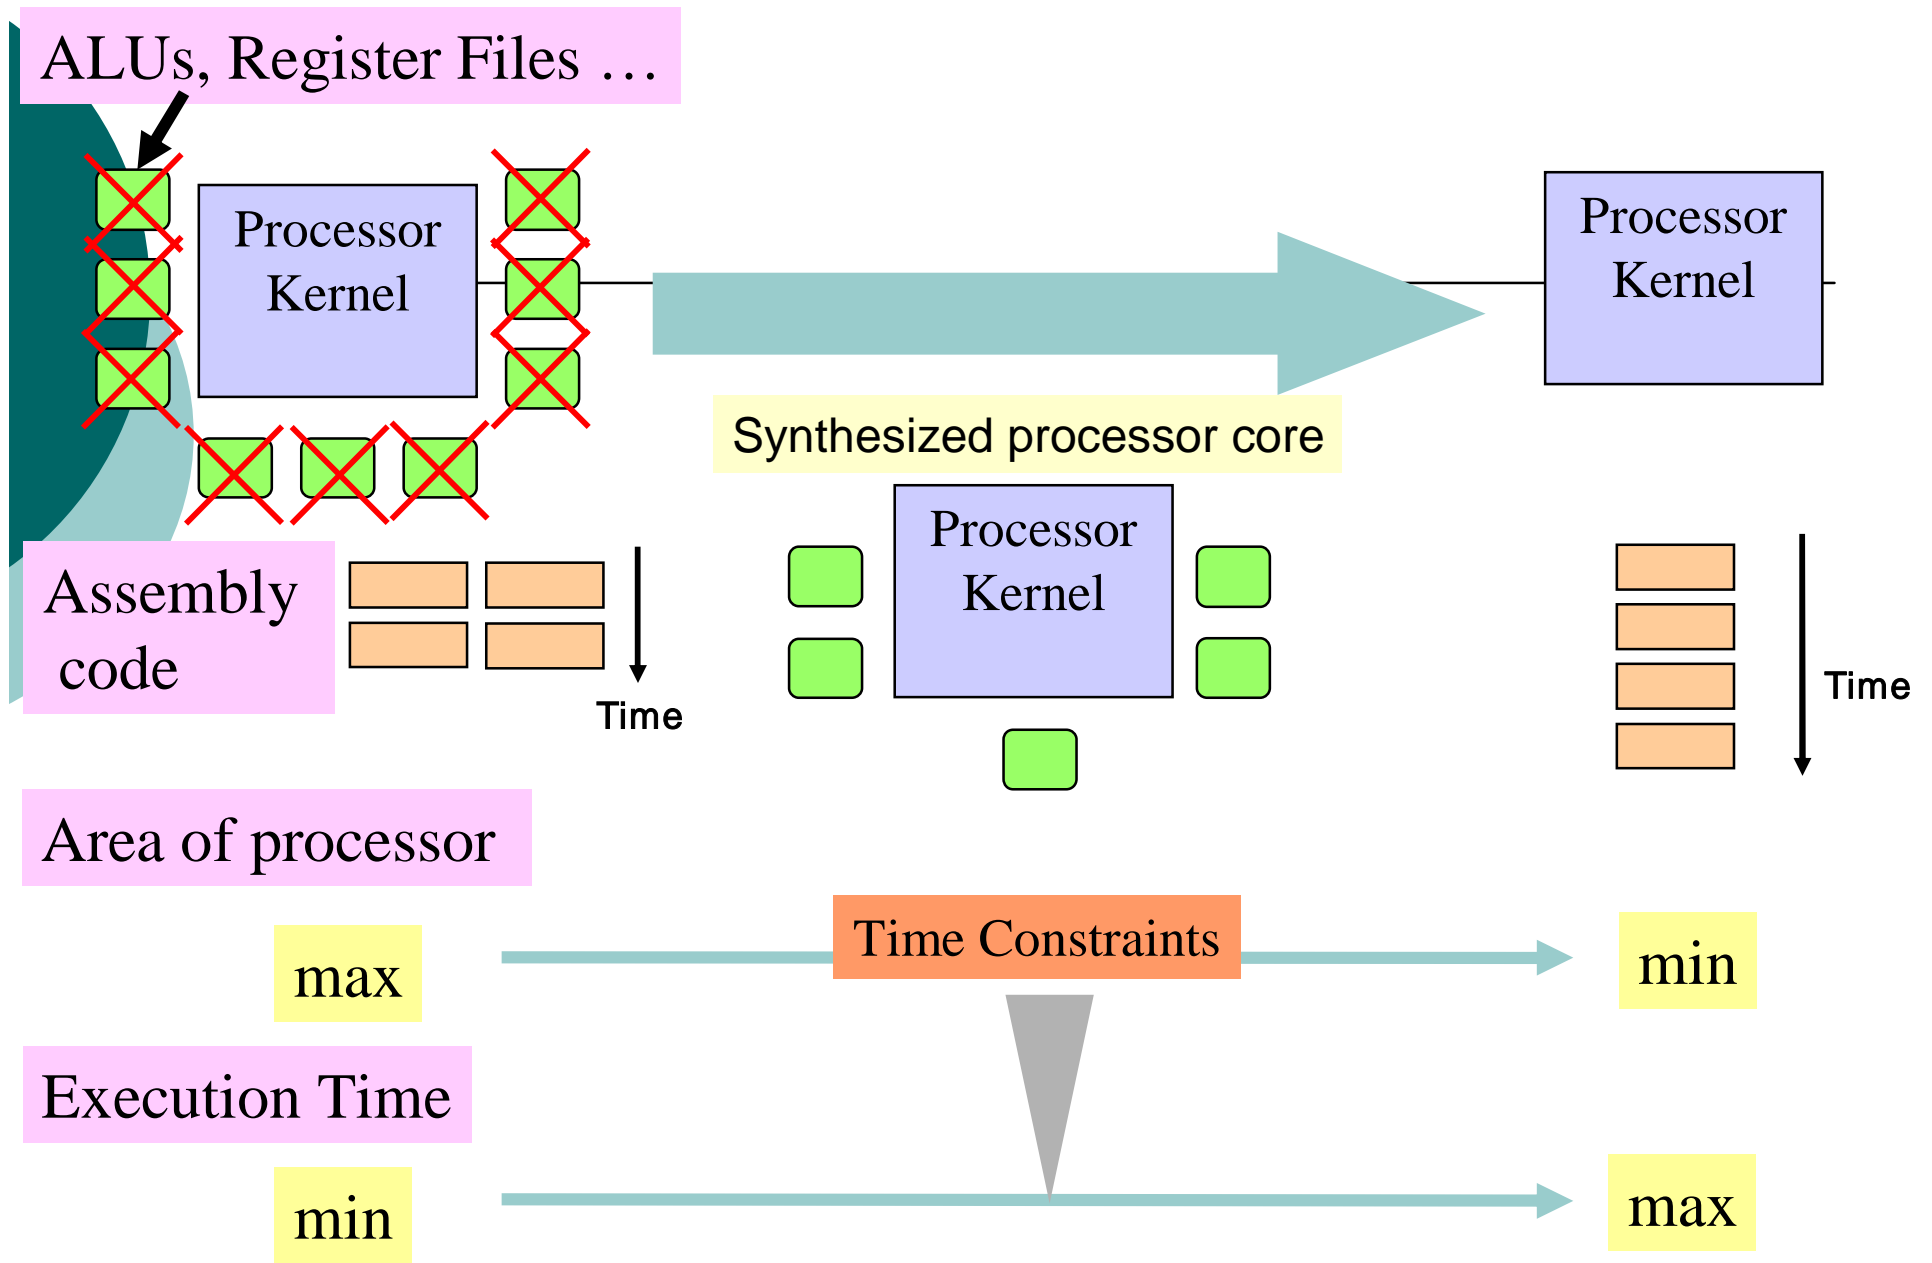 ALUs, Register Files …
Processor
Kernel
Processor
Kernel
Synthesized processor core
Processor
Kernel
Assembly
code
Time
Time
Area of processor
max
Time Constraints
min
Execution Time
min
max